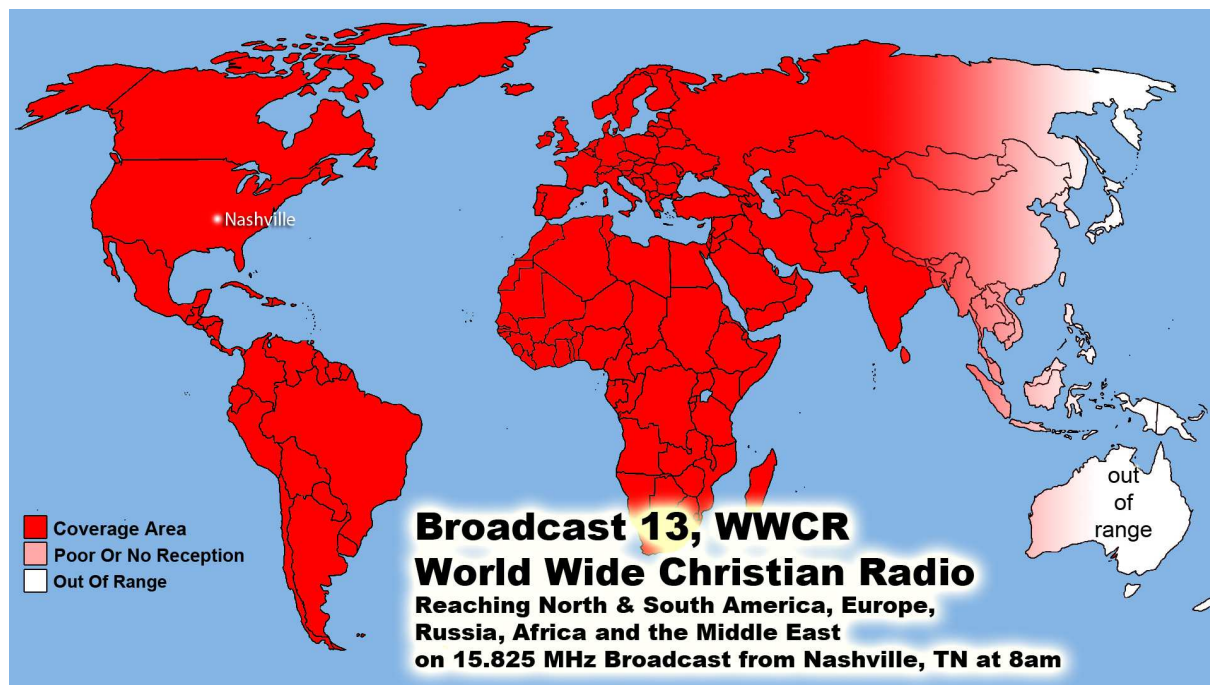 Nashville
out
of
range
Coverage Area
Poor Or No Reception
Out Of Range
Broadcast 13, WWCR
World Wide Christian Radio
Reaching North & South America, Europe,
Russia, Africa and the Middle East
on 15.825 MHz Broadcast from Nashville, TN at 8am